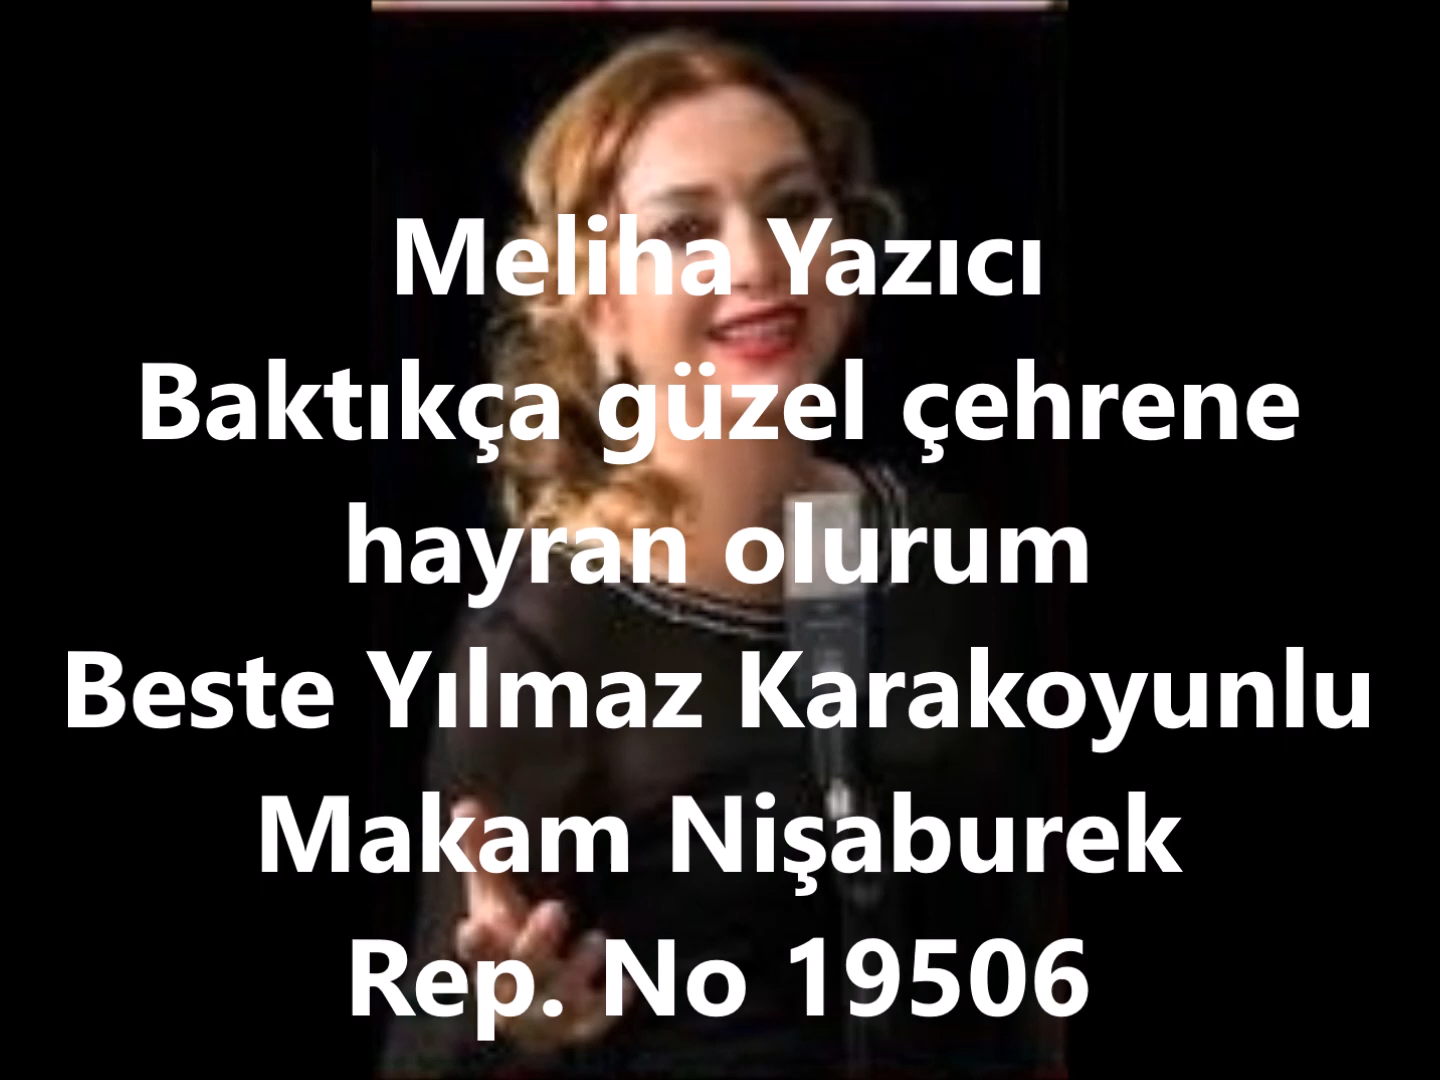 Meliha Yazıcı
Baktıkça güzel çehrene
hayran olurum
Beste Yılmaz Karakoyunlu
Makam Nişaburek
Rep. No 19506